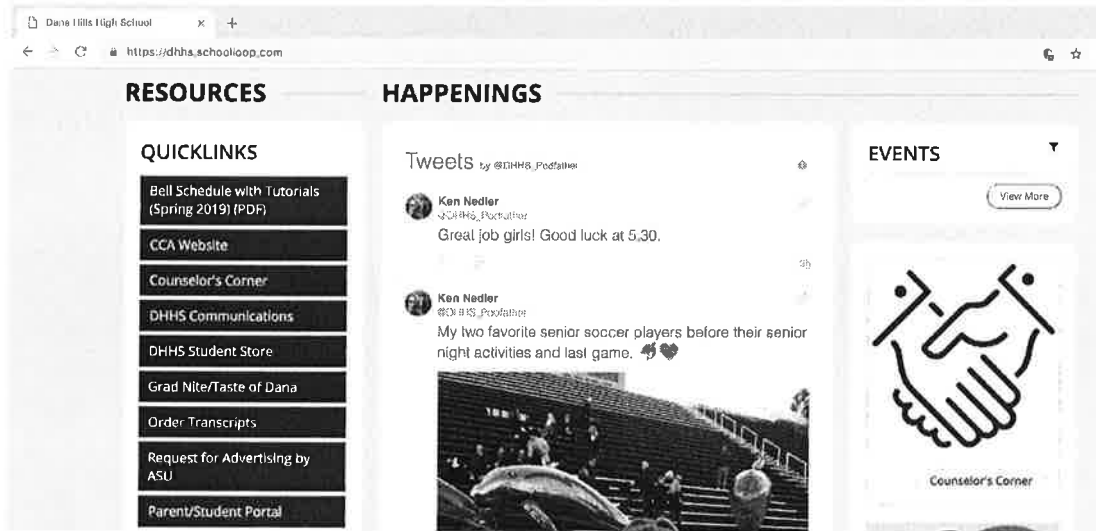 Dana Hills High School
https://dhhs.schoolloop.com
RESOURCES
HAPPENINGS
QUICKLINKS
Bell Schedule with Tutorials
(Spring 2019) (PDF)
CCA Website
Counselor's Corner
DHHS Communications
DHHS Student Store
Grad Nite/Taste of Dana
Order Transcripts
Request for Advertising by
ASU
Parent/Student Portal
Tweets by @DHHS_Podfather
Ken Nedler
@DHHS_Podfather
Great job girls! Good luck at 5,30.
Ken Nedler
@DHHS_Podfather
My two favorite senior soccer players before their senior
night activities and last game.
EVENTS
View More
Counselor's Corner